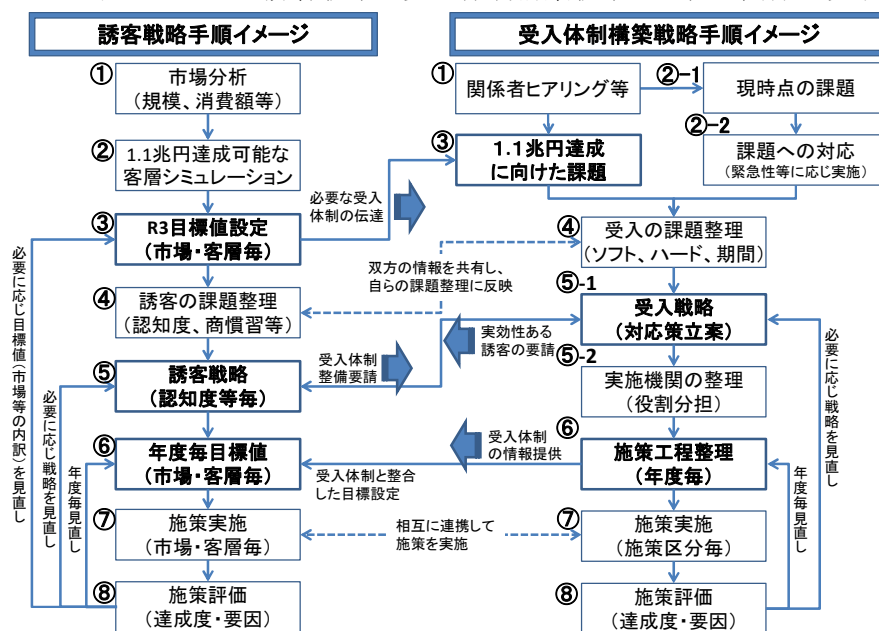 誘客戦略手順イメージ
①
市場分析
(規模、消費額等)
②
1.1兆円達成可能な
客層シミュレーション
③
R3目標値設定
(市場・客層毎)
④
誘客の課題整理
(認知度、商慣習等)
⑤
誘客戦略
(認知度等毎)
⑥
年度毎目標値
(市場・客層毎)
⑦
施策実施
(市場・客層毎)
⑧
施策評価
(達成度・要因)
必要に応じ目標値(市場等の内訳)を見直し
必要に応じ戦略を見直し
年度毎見直し
必要な受入
体制の伝達
双方の情報を共有し、
自らの課題整理に反映
実効性ある
誘客の要請
受入体制
整備要請
受入体制
の情報提供
受入体制と整合
した目標設定
相互に連携して
施策を実施
受入体制構築戦略手順イメージ
①
関係者ヒアリング等
②-1
現時点の課題
②-2
課題への対応
(緊急性等に応じ実施)
③
1.1兆円達成
に向けた課題
④
受入の課題整理
(ソフト、ハード、期間)
⑤-1
受入戦略
(対応策立案)
⑤-2
実施機関の整理
(役割分担)
⑥
施策工程整理
(年度毎)
⑦
施策実施
(施策区分毎)
⑧
施策評価
(達成度・要因)
年度毎見直し
必要に応じ戦略を見直し